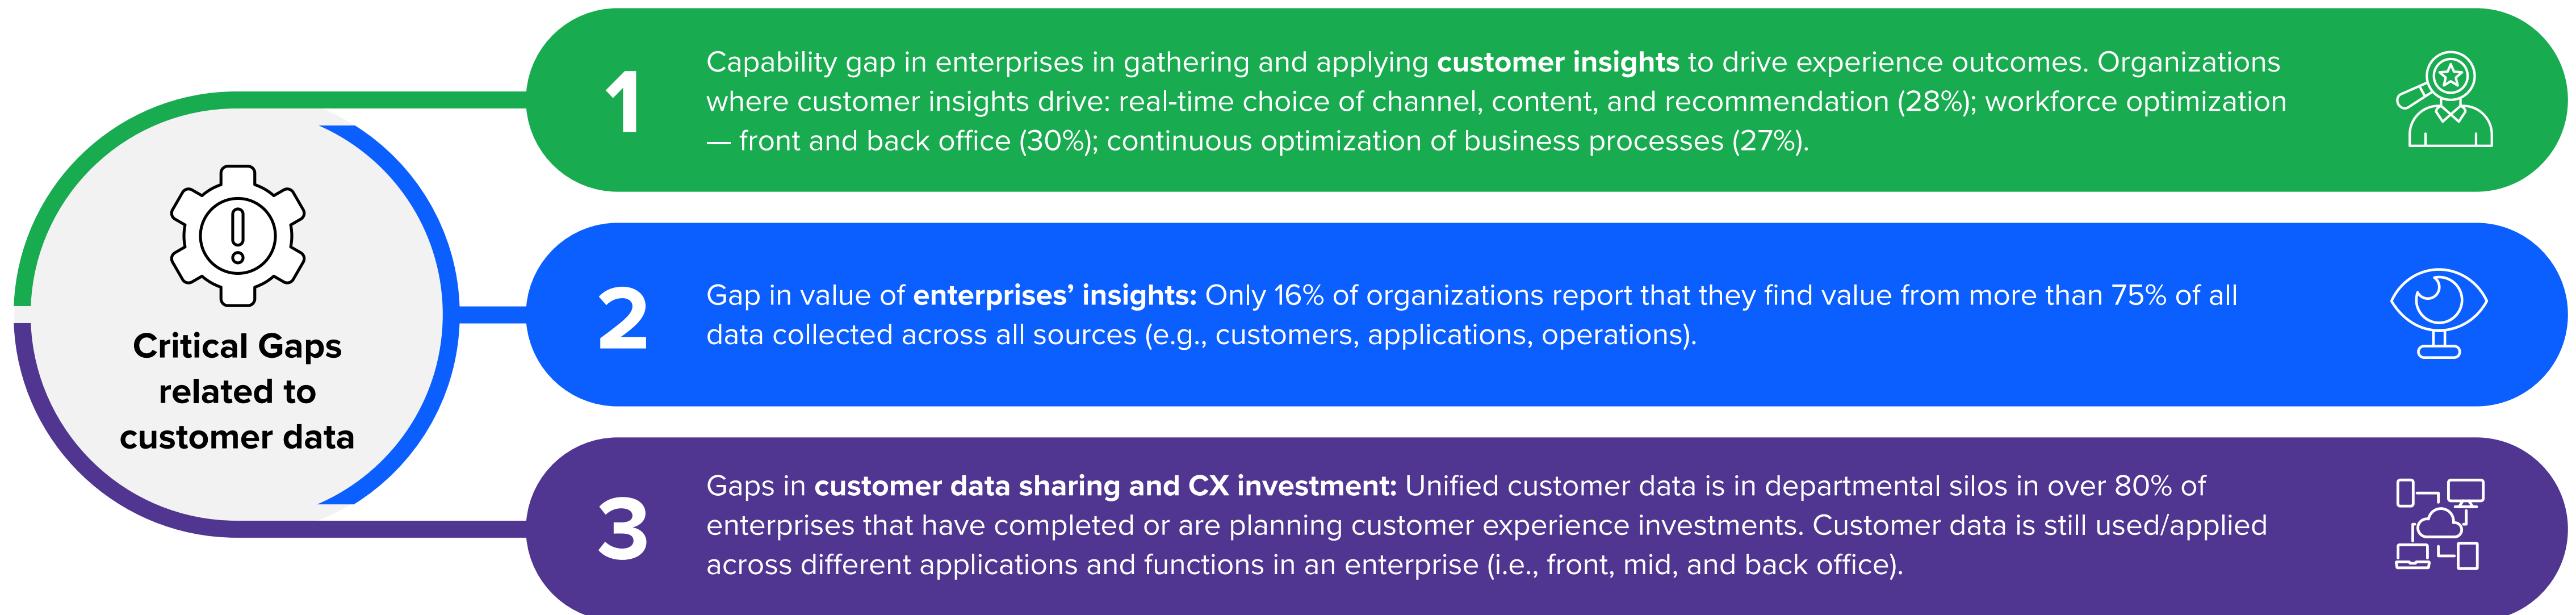 Critical Gaps
related to
customer data
1
Capability gap in enterprises in gathering and applying customer insights to drive experience outcomes. Organizations
where customer insights drive: real-time choice of channel, content, and recommendation (28%); workforce optimization
— front and back office (30%); continuous optimization of business processes (27%).
2
Gap in value of enterprises’ insights: Only 16% of organizations report that they find value from more than 75% of all
data collected across all sources (e.g., customers, applications, operations).
3
Gaps in customer data sharing and CX investment: Unified customer data is in departmental silos in over 80% of
enterprises that have completed or are planning customer experience investments. Customer data is still used/applied
across different applications and functions in an enterprise (i.e., front, mid, and back office).